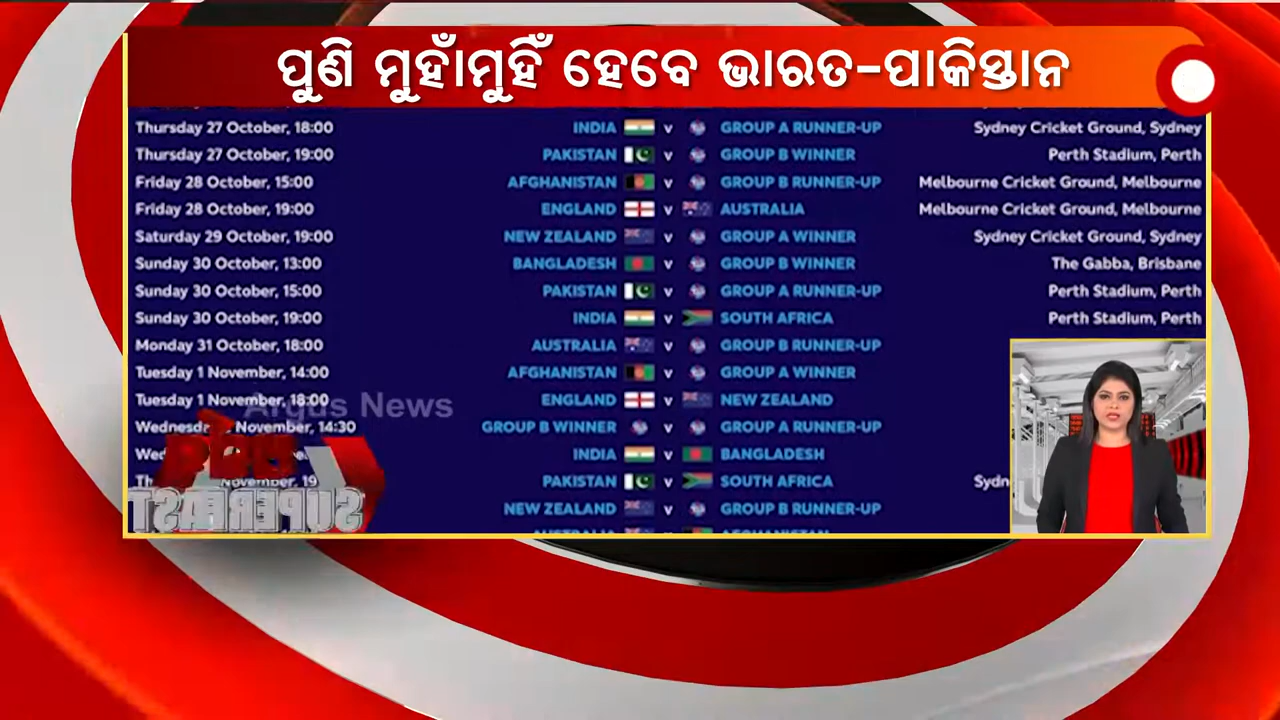 ପୁଣି ମୁହାଁମୁହିଁ ହେବେ ଭାରତ-ପାକିସ୍ତାନ
Thursday 27 October, 18:00 INDIA v GROUP A RUNNER-UP Sydney Cricket Ground, Sydney
Thursday 27 October, 19:00 PAKISTAN v GROUP B WINNER Perth Stadium, Perth
Friday 28 October, 15:00 AFGHANISTAN v GROUP B RUNNER-UP Melbourne Cricket Ground, Melbourne
Friday 28 October, 19:00 ENGLAND v AUSTRALIA Melbourne Cricket Ground, Melbourne
Saturday 29 October, 19:00 NEW ZEALAND v GROUP A WINNER Sydney Cricket Ground, Sydney
Sunday 30 October, 13:00 BANGLADESH v GROUP B WINNER The Gabba, Brisbane
Sunday 30 October, 15:00 PAKISTAN v GROUP A RUNNER-UP Perth Stadium, Perth
Sunday 30 October, 19:00 INDIA v SOUTH AFRICA Perth Stadium, Perth
Monday 31 October, 18:00 AUSTRALIA v GROUP B RUNNER-UP
Tuesday 1 November, 14:00 AFGHANISTAN v GROUP A WINNER
Tuesday 1 November, 18:00 ENGLAND v NEW ZEALAND
Argus News
November, 14:30 GROUP B WINNER v GROUP A RUNNER-UP
INDIA v BANGLADESH
November, 19 PAKISTAN v SOUTH AFRICA
NEW ZEALAND v GROUP B RUNNER-UP
SUPERFAST